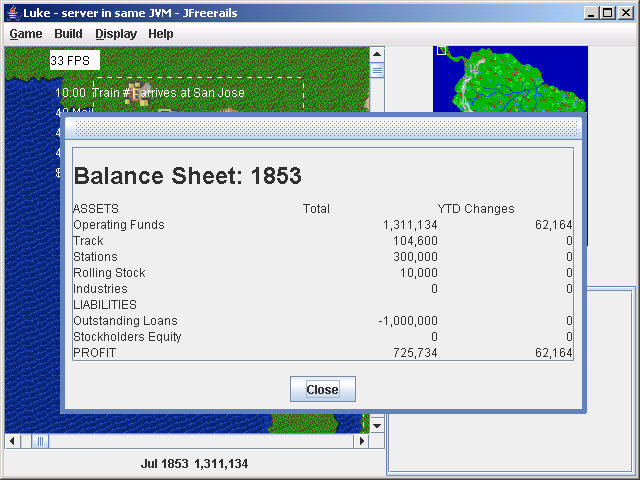 Luke - server in same JVM - JFreerails
Game Build Display Help
33 FPS
10:00 Train #1 arrives at San Jose
Mail
$
Balance Sheet: 1853
ASSETS Total YTD Changes
Operating Funds 1,311,134 62,164
Track 104,600 0
Stations 300,000 0
Rolling Stock 10,000 0
Industries 0 0
LIABILITIES
Outstanding Loans -1,000,000 0
Stockholders Equity 0 0
PROFIT 725,734 62,164
Close
Jul 1853 1,311,134